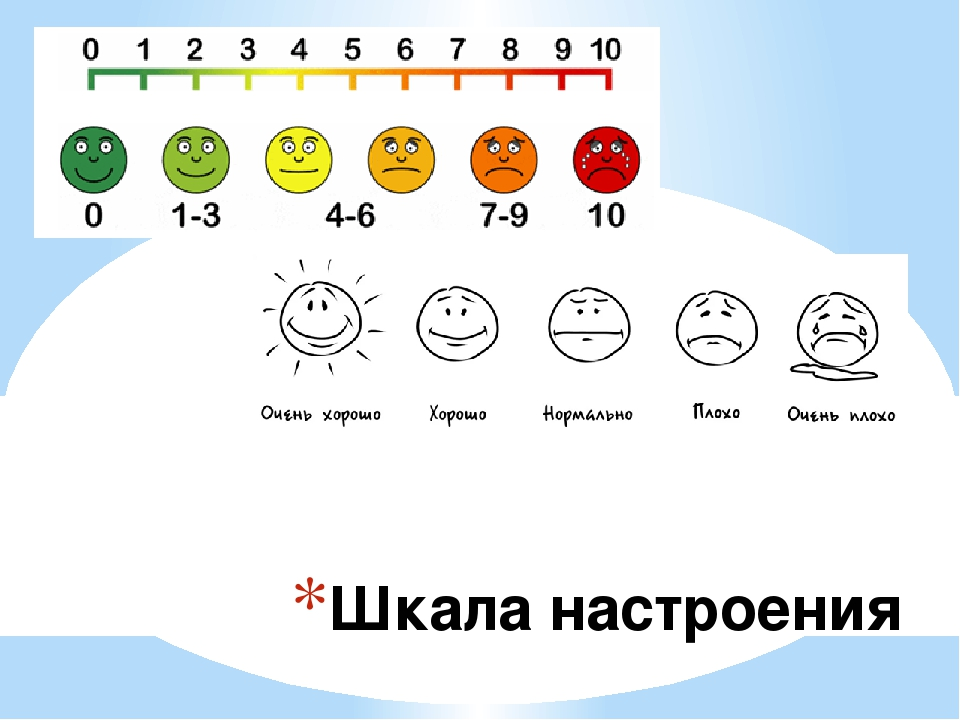 0 1 2 3 4 5 6 7 8 9 10
0 1-3 4-6 7-9 10
Очень хорошо Хорошо Нормально Плохо Очень плохо
*Шкала настроения